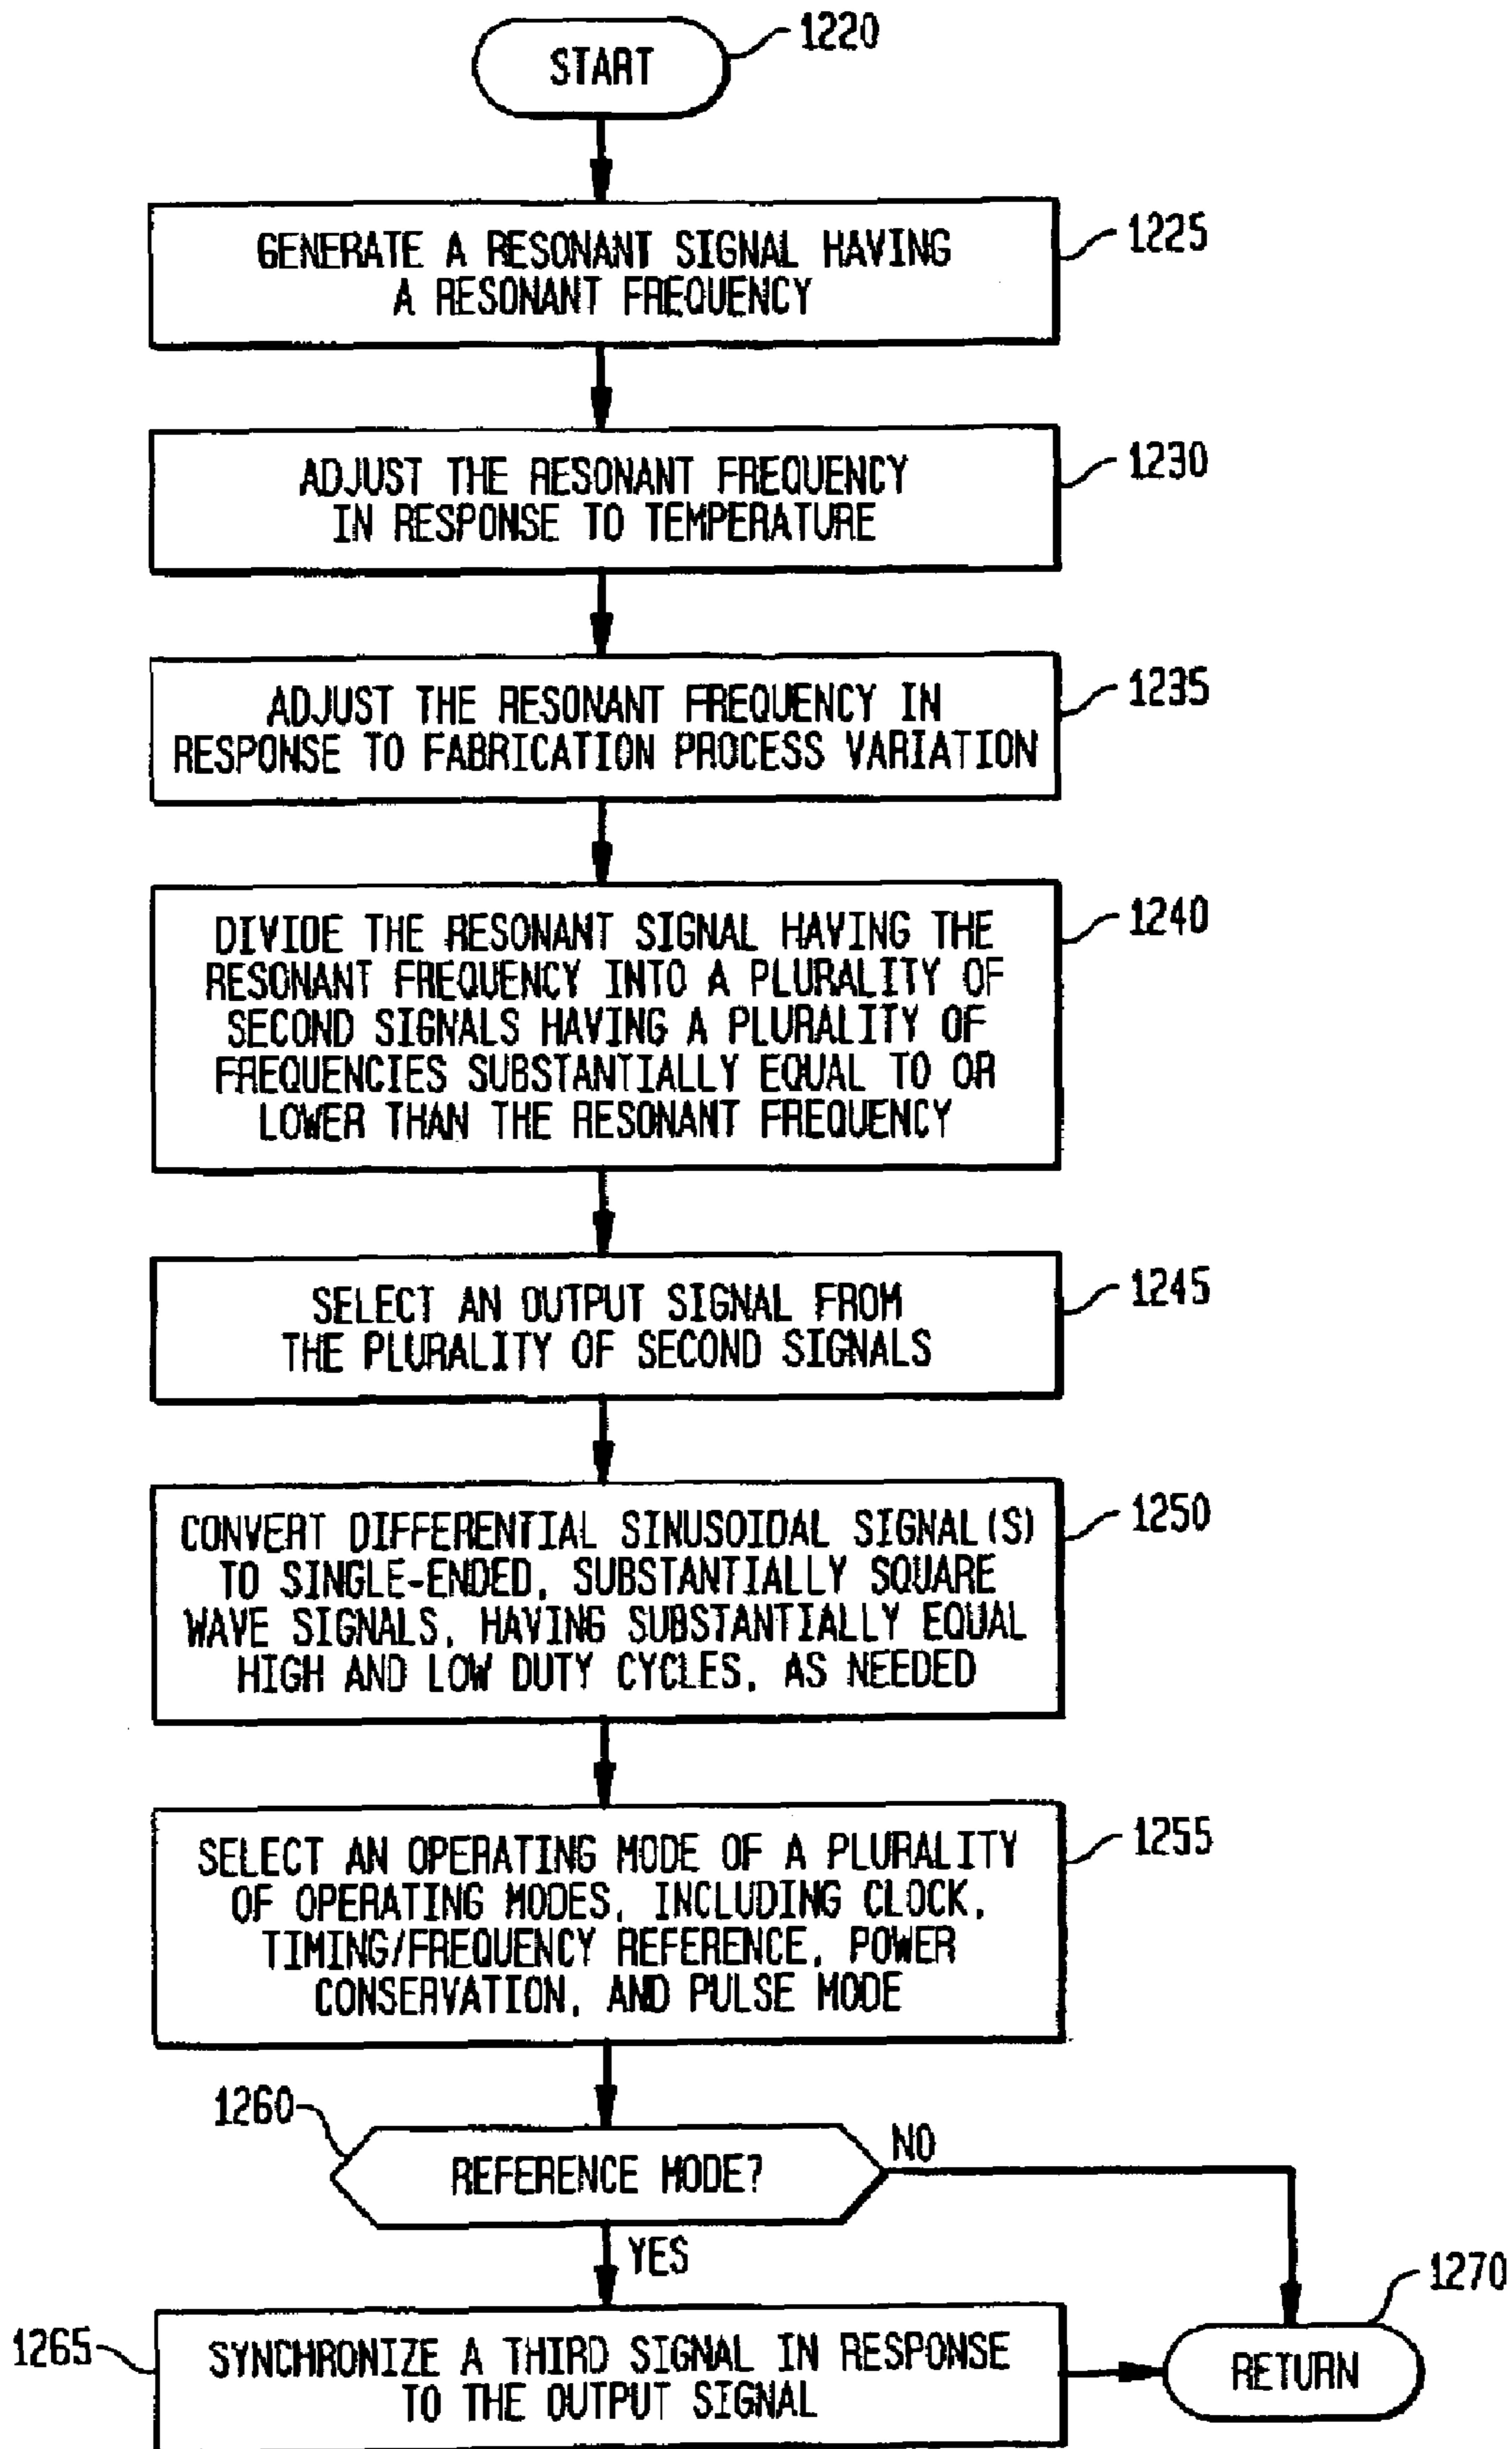 START
1220
GENERATE A RESONANT SIGNAL HAVING
A RESONANT FREQUENCY
1225
ADJUST THE RESONANT FREQUENCY
IN RESPONSE TO TEMPERATURE
1230
ADJUST THE RESONANT FREQUENCY IN
RESPONSE TO FABRICATION PROCESS VARIATION
1235
DIVIDE THE RESONANT SIGNAL HAVING THE
RESONANT FREQUENCY INTO A PLURALITY OF
SECOND SIGNALS HAVING A PLURALITY OF
FREQUENCIES SUBSTANTIALLY EQUAL TO OR
LOWER THAN THE RESONANT FREQUENCY
1240
SELECT AN OUTPUT SIGNAL FROM
THE PLURALITY OF SECOND SIGNALS
1245
CONVERT DIFFERENTIAL SINUSOIDAL SIGNAL(S)
TO SINGLE-ENDED, SUBSTANTIALLY SQUARE
WAVE SIGNALS, HAVING SUBSTANTIALLY EQUAL
HIGH AND LOW DUTY CYCLES, AS NEEDED
1250
SELECT AN OPERATING MODE OF A PLURALITY
OF OPERATING MODES, INCLUDING CLOCK,
TIMING/FREQUENCY REFERENCE, POWER
CONSERVATION, AND PULSE MODE
1255
1260
REFERENCE MODE?
NO
YES
1265
SYNCHRONIZE A THIRD SIGNAL IN RESPONSE
TO THE OUTPUT SIGNAL
RETURN
1270